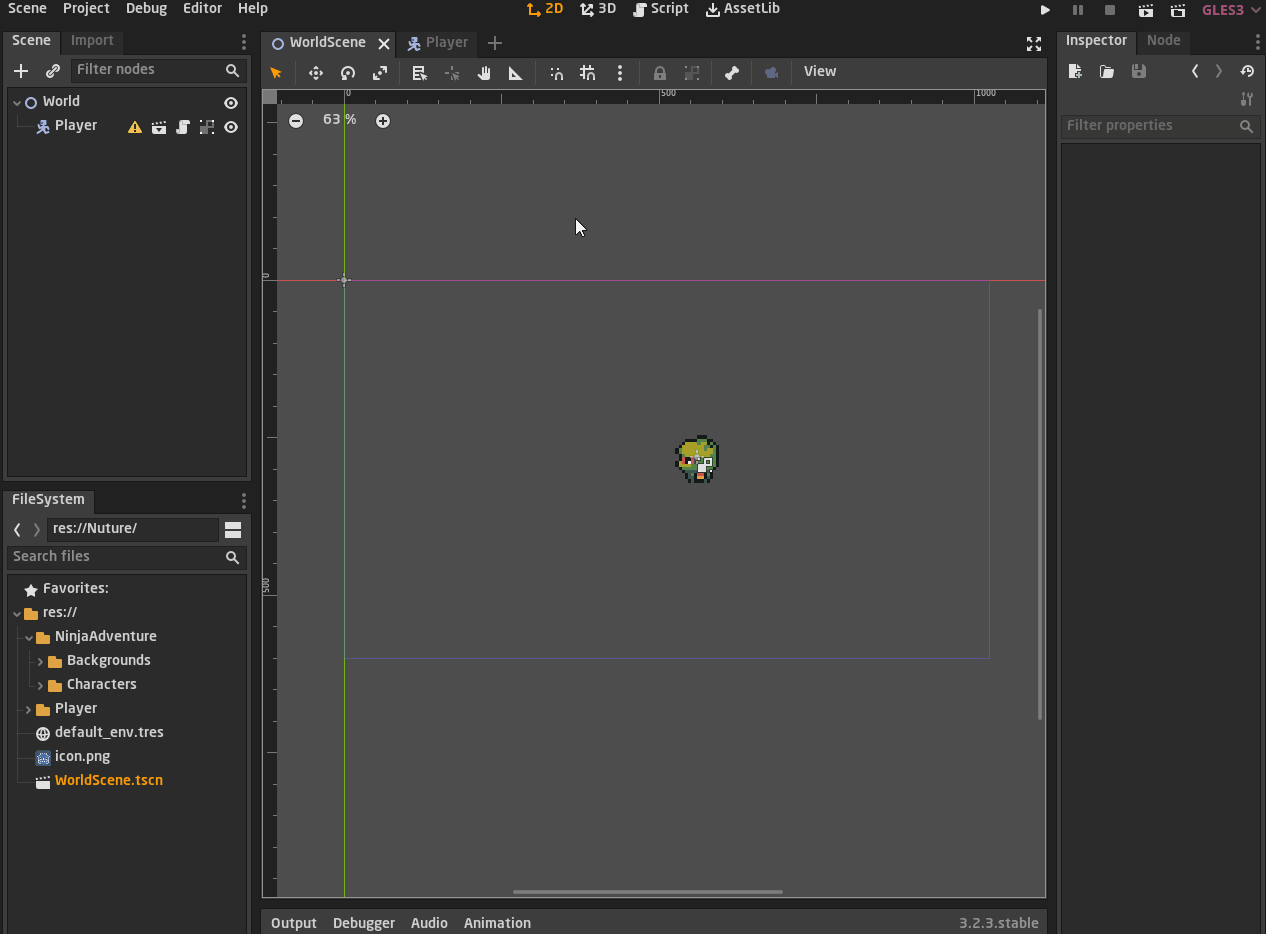 Scene Project Debug Editor Help 2D 3D Script AssetLib GLES3
Scene Import
Filter nodes
World
Player
FileSystem
res://Nuture/
Search files
Favorites:
res://
NinjaAdventure
Backgrounds
Characters
Player
default_env.tres
icon.png
WorldScene.tscn
WorldScene Player
View
0 500 1000
63 %
0
500
Output Debugger Audio Animation 3.2.3.stable
Inspector Node
Filter properties